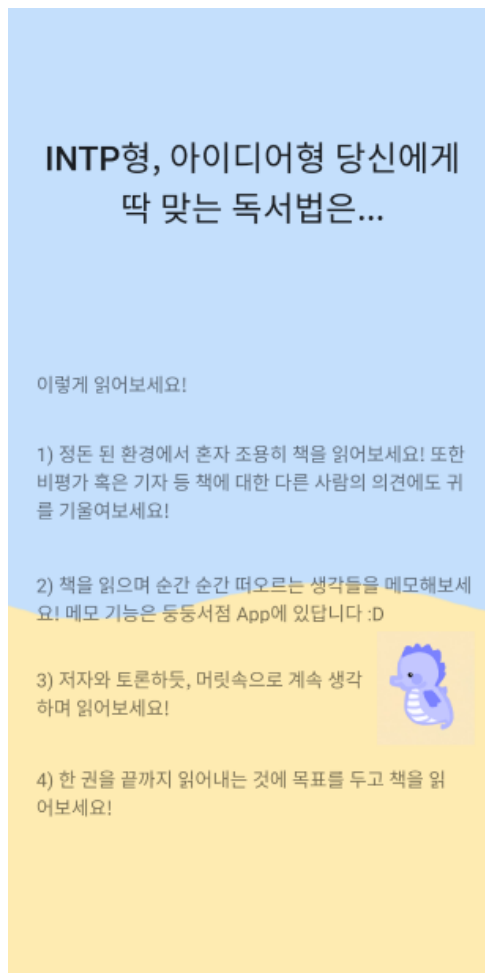 INTP형, 아이디어형 당신에게
딱 맞는 독서법은...
이렇게 읽어보세요!
1) 정돈 된 환경에서 혼자 조용히 책을 읽어보세요! 또한
비평가 혹은 기자 등 책에 대한 다른 사람의 의견에도 귀
를 기울여보세요!
2) 책을 읽으며 순간 순간 떠오르는 생각들을 메모해보세
요! 메모 기능은 둥둥서점 App에 있답니다 :D
3) 저자와 토론하듯, 머릿속으로 계속 생각
하며 읽어보세요!
4) 한 권을 끝까지 읽어내는 것에 목표를 두고 책을 읽
어보세요!